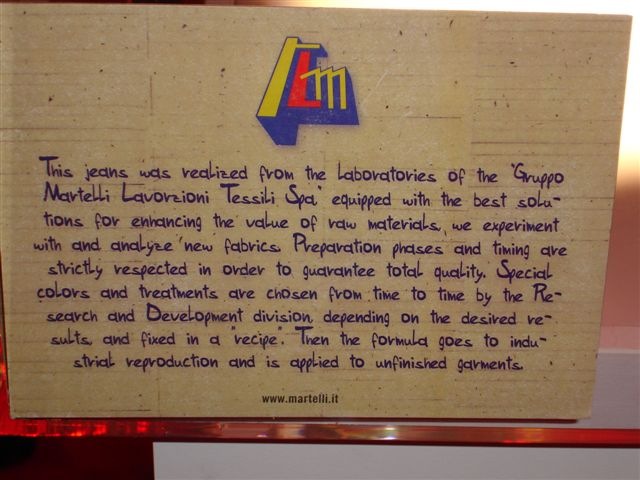 Lm
This jeans was realized from the Laboratories of the "Gruppo
Martelli Lavorzioni Tessili Spa" equipped with the best solu-
tions for enhancing the value of raw materials, we experiment
with and analyze new fabrics. Preparation phases and timing are
strictly respected in order to guarantee total quality. Special
colors and treatments are chosen from time to time by the Re-
search and Development division, depending on the desired re-
sults, and fixed in a "recipe". Then the formula goes to indu-
strial reproduction and is applied to unfinished garments.
www.martelli.it